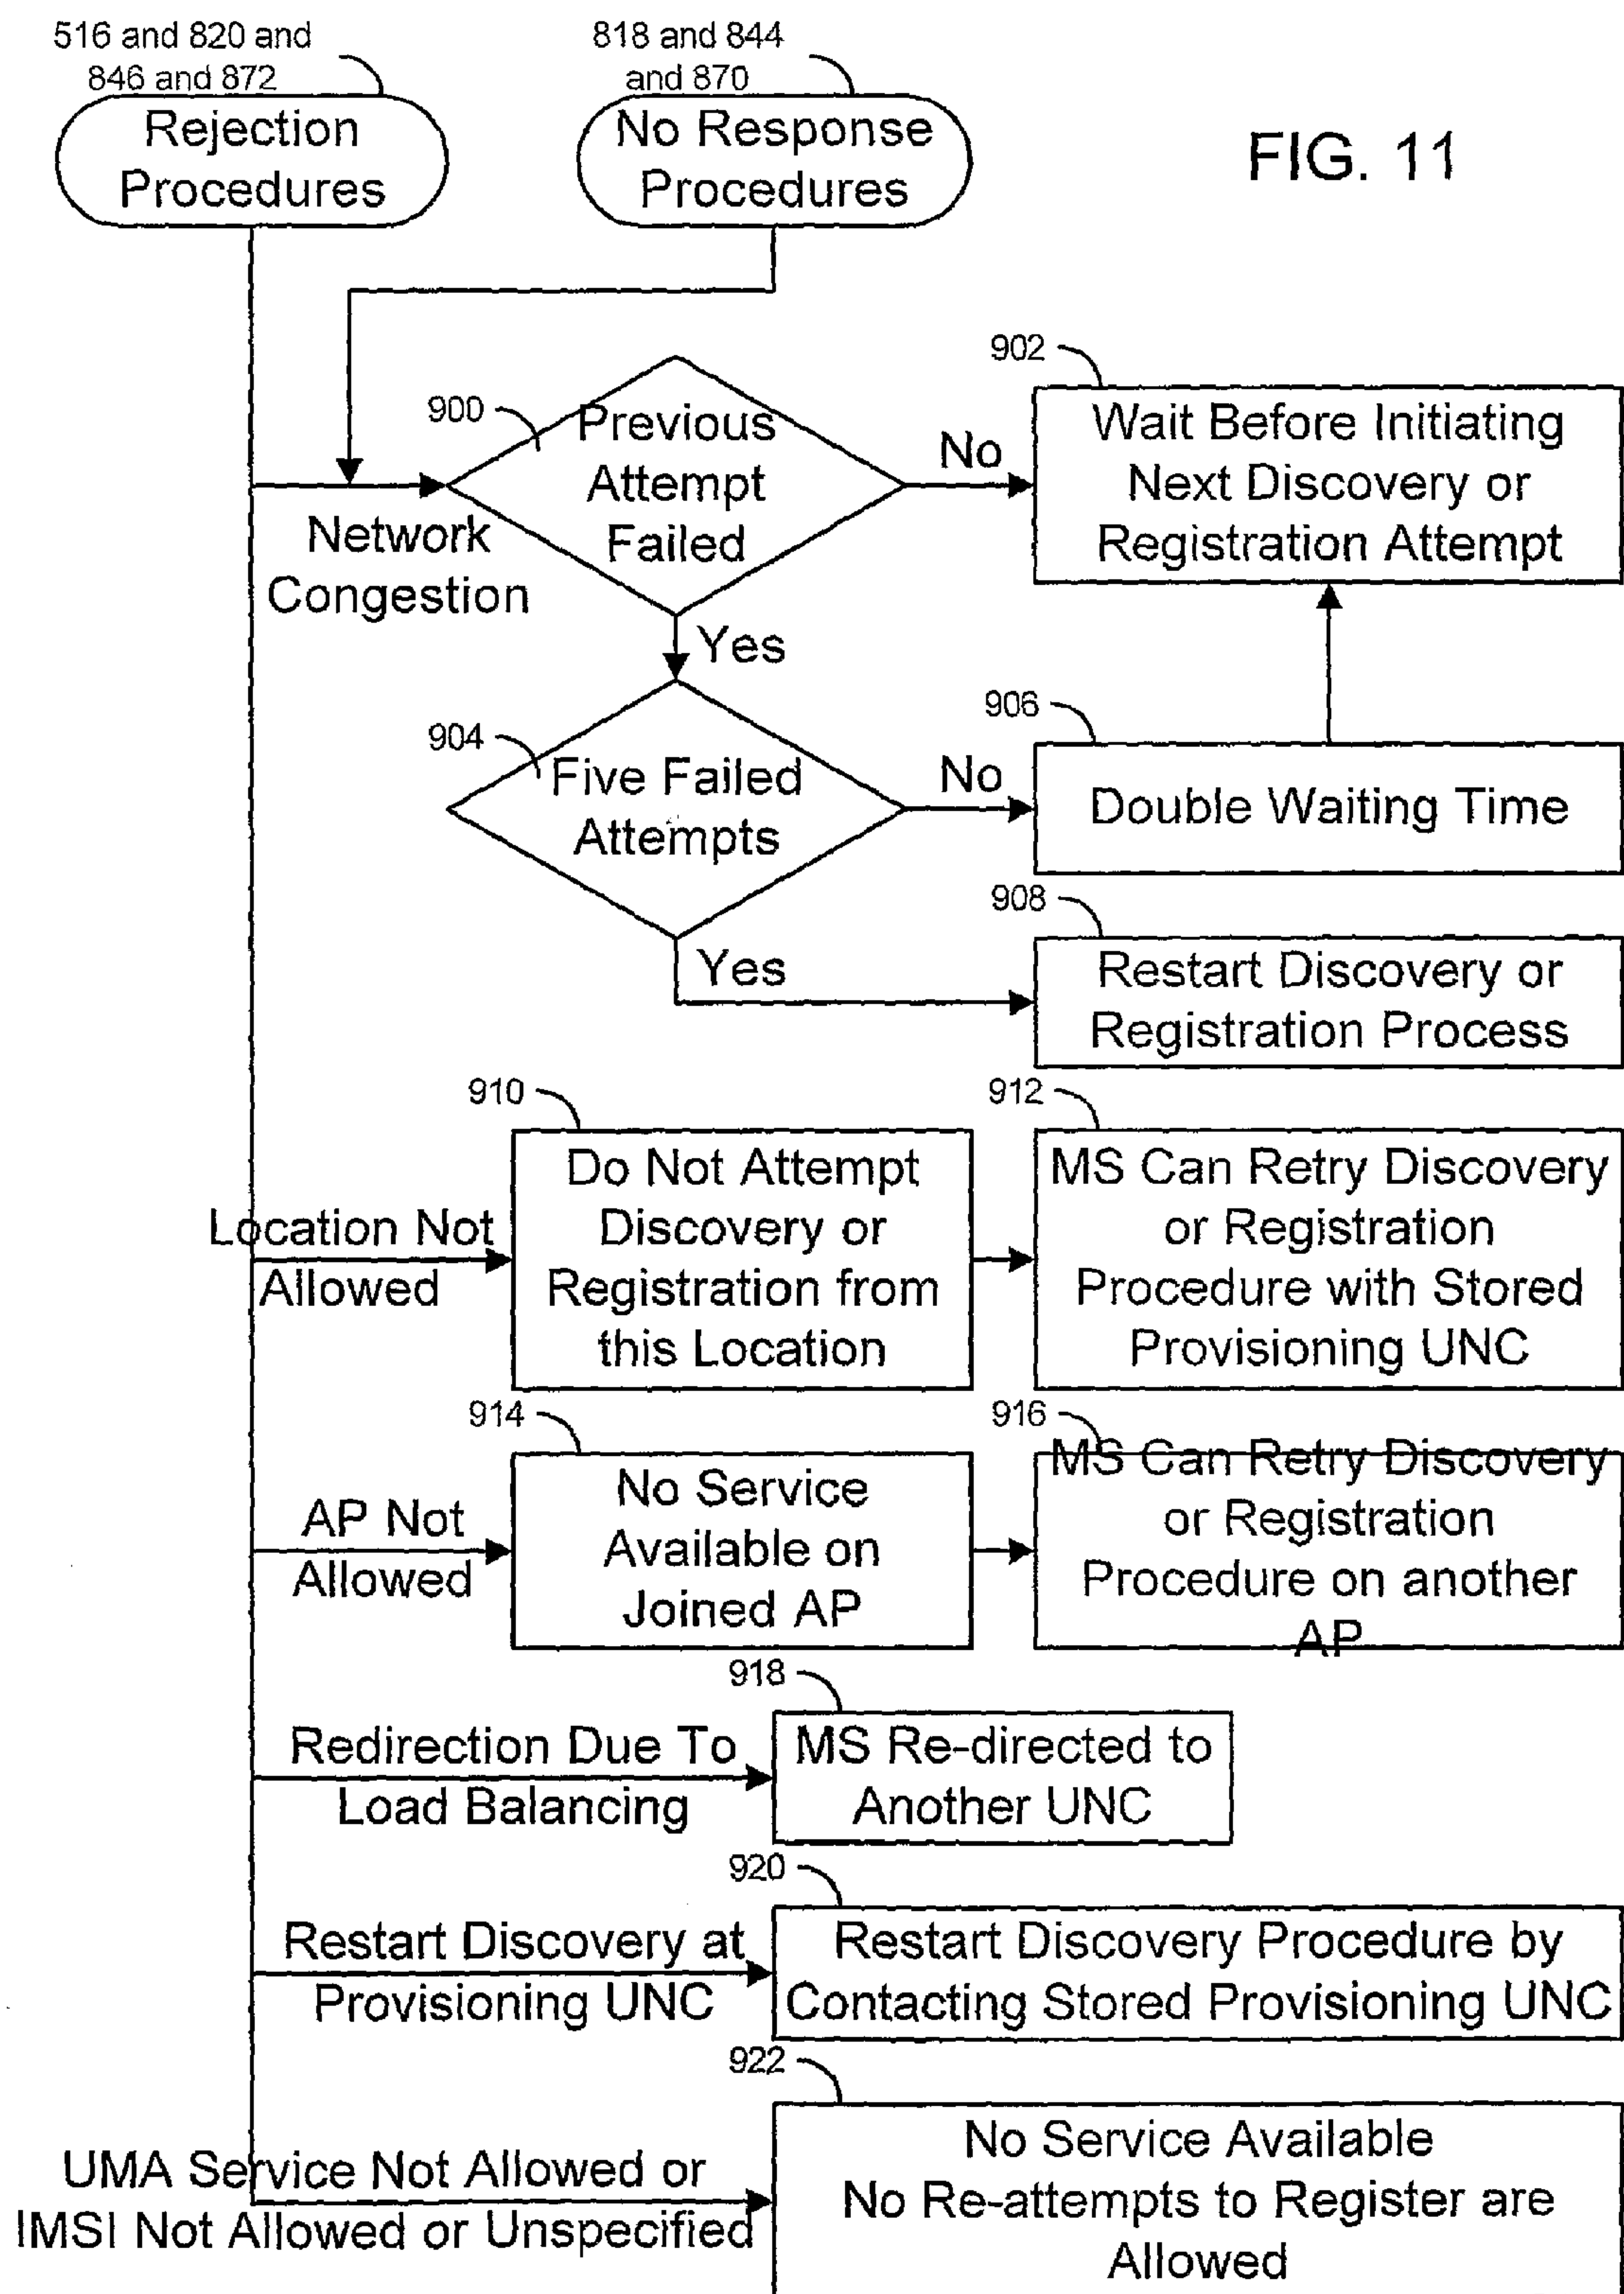 516 and 820 and
846 and 872
818 and 844
and 870
Rejection
Procedures
No Response
Procedures
FIG. 11
900
Previous
Attempt
Failed
No
902
Wait Before Initiating
Next Discovery or
Registration Attempt
Network
Congestion
Yes
904
Five Failed
Attempts
No
906
Double Waiting Time
Yes
908
Restart Discovery or
Registration Process
Location Not
Allowed
910
Do Not Attempt
Discovery or
Registration from
this Location
912
MS Can Retry Discovery
or Registration
Procedure with Stored
Provisioning UNC
AP Not
Allowed
914
No Service
Available on
Joined AP
916
MS Can Retry Discovery
or Registration
Procedure on another
AP
Redirection Due To
Load Balancing
918
MS Re-directed to
Another UNC
Restart Discovery at
Provisioning UNC
920
Restart Discovery Procedure by
Contacting Stored Provisioning UNC
UMA Service Not Allowed or
IMSI Not Allowed or Unspecified
922
No Service Available
No Re-attempts to Register are
Allowed